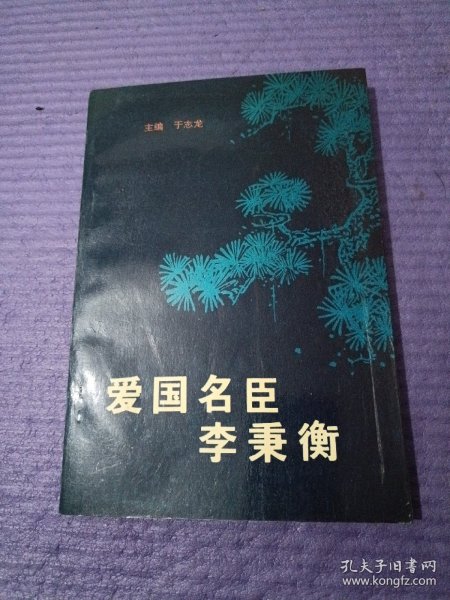 主编 于志龙
爱国名臣
李秉衡
孔夫子旧书网
www.kongfz.com